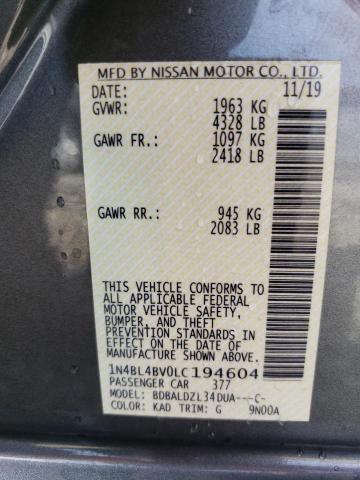 MFD BY NISSAN MOTOR CO., LTD.
DATE: 11/19
GVWR: 1963 KG
4328 LB
GAWR FR.: 1097 KG
2418 LB
GAWR RR.: 945 KG
2083 LB
THIS VEHICLE CONFORMS TO
ALL APPLICABLE FEDERAL
MOTOR VEHICLE SAFETY,
BUMPER, AND THEFT
PREVENTION STANDARDS IN
EFFECT ON THE DATE OF
MANUFACTURE SHOWN ABOVE.
1N4BL4BV0LC194604
PASSENGER CAR 377
MODEL: BDBALDZL34DUA---C-
COLOR: KAD TRIM: G 9N00A